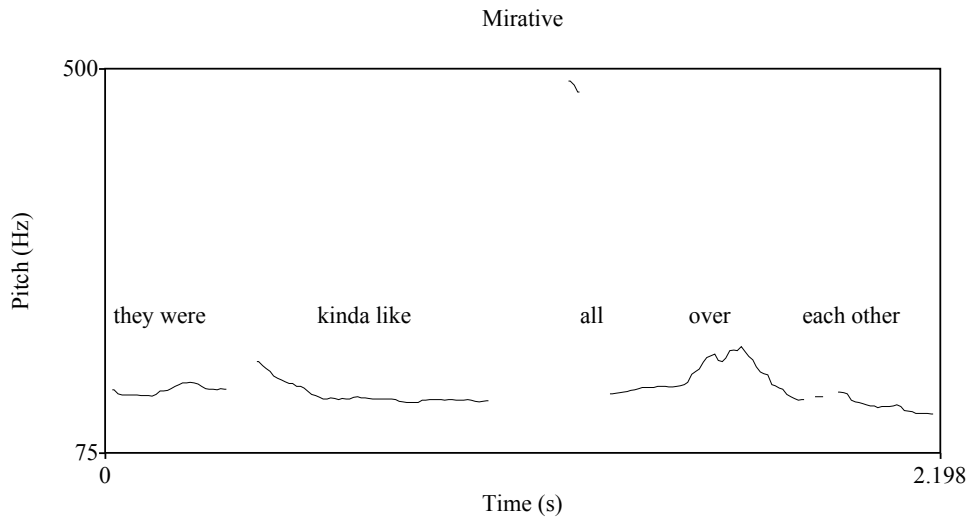 Mirative
500
Pitch (Hz)
they were kinda like all over each other
75
0 2.198
Time (s)